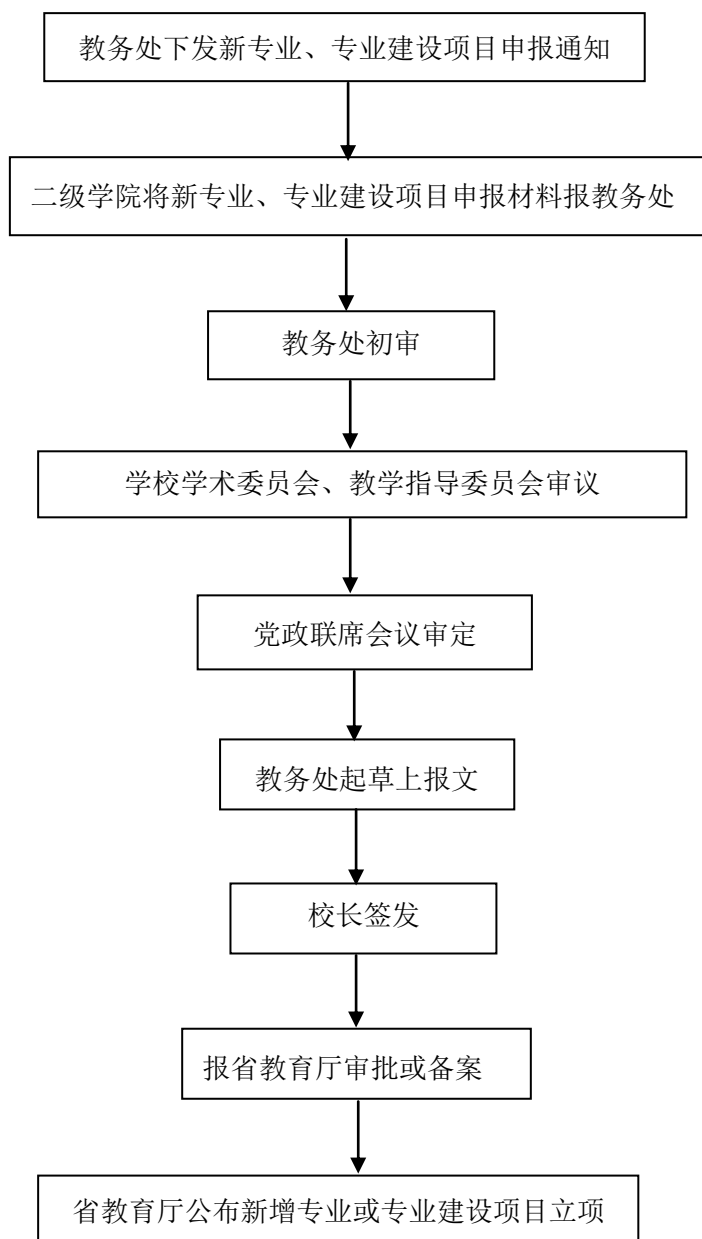 教务处下发新专业、专业建设项目申报通知
二级学院将新专业、专业建设项目申报材料报教务处
教务处初审
学校学术委员会、教学指导委员会审议
党政联席会议审定
教务处起草上报文
校长签发
报省教育厅审批或备案
省教育厅公布新增专业或专业建设项目立项